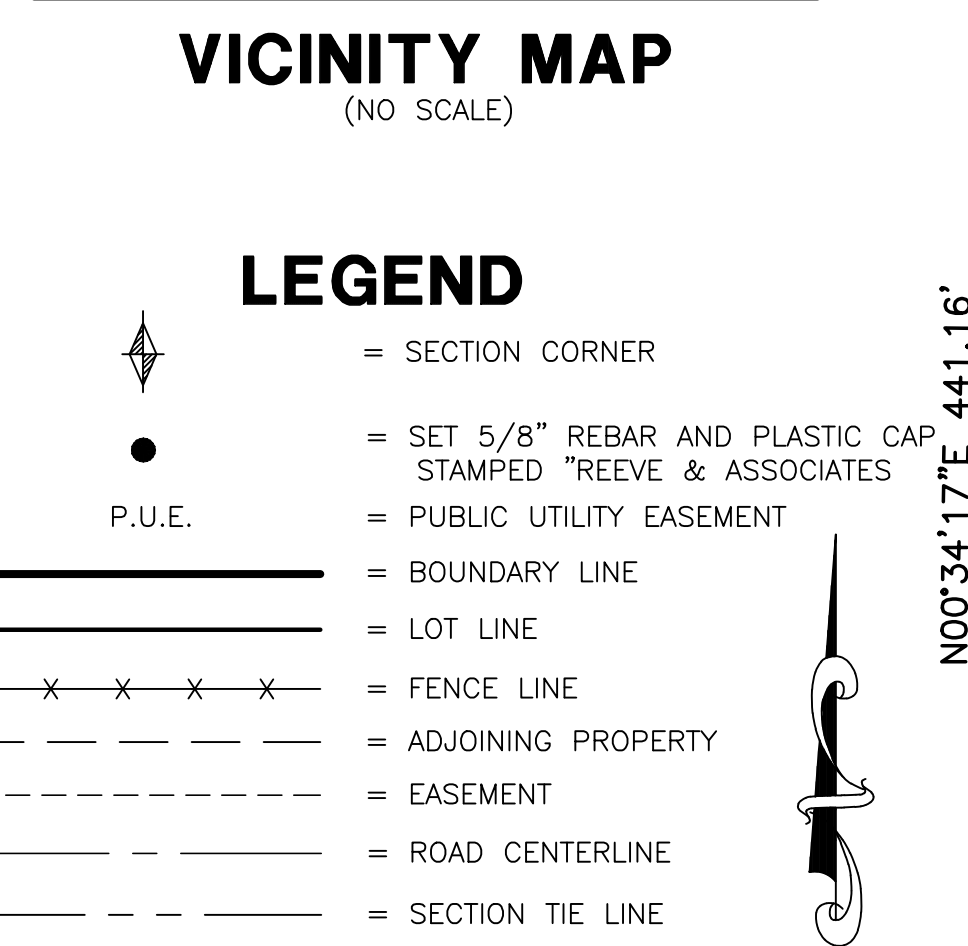 VICINITY MAP
(NO SCALE)
LEGEND
= SECTION CORNER
= SET 5/8" REBAR AND PLASTIC CAP
STAMPED "REEVE & ASSOCIATES
P.U.E. = PUBLIC UTILITY EASEMENT
= BOUNDARY LINE
= LOT LINE
= FENCE LINE
= ADJOINING PROPERTY
= EASEMENT
= ROAD CENTERLINE
= SECTION TIE LINE
N00°34'17"E 441.16'